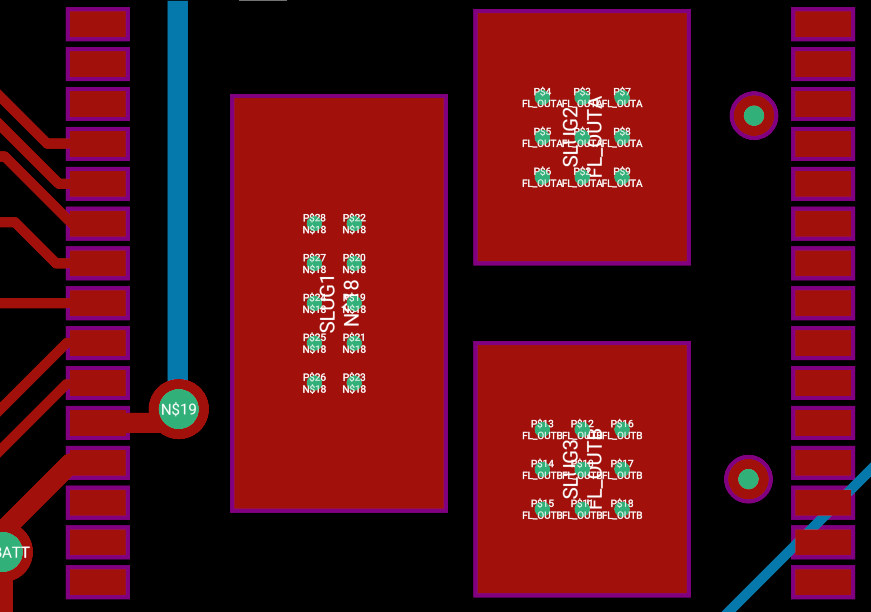 P$4 P$3 P$7
FL_OUTA FL_OUTA FL_OUTA
P$5 P$1 P$8
FL_OUTA FL_OUTA FL_OUTA
P$6 P$2 P$9
FL_OUTA FL_OUTA FL_OUTA
SLUG2
FL_OUTA
P$28 P$22
N$18 N$18
P$27 P$20
N$18 N$18
P$19
N$18 N$18
P$25 P$21
N$18 N$18
P$26 P$23
N$18 N$18
SLUG1
N$18
N$19
P$13 P$12 P$16
FL_OUTB FL_OUTB FL_OUTB
P$14 P$17
FL_OUTB FL_OUTB FL_OUTB
P$15 P$18
FL_OUTB FL_OUTB FL_OUTB
SLUG3
FL_OUTB
BATT